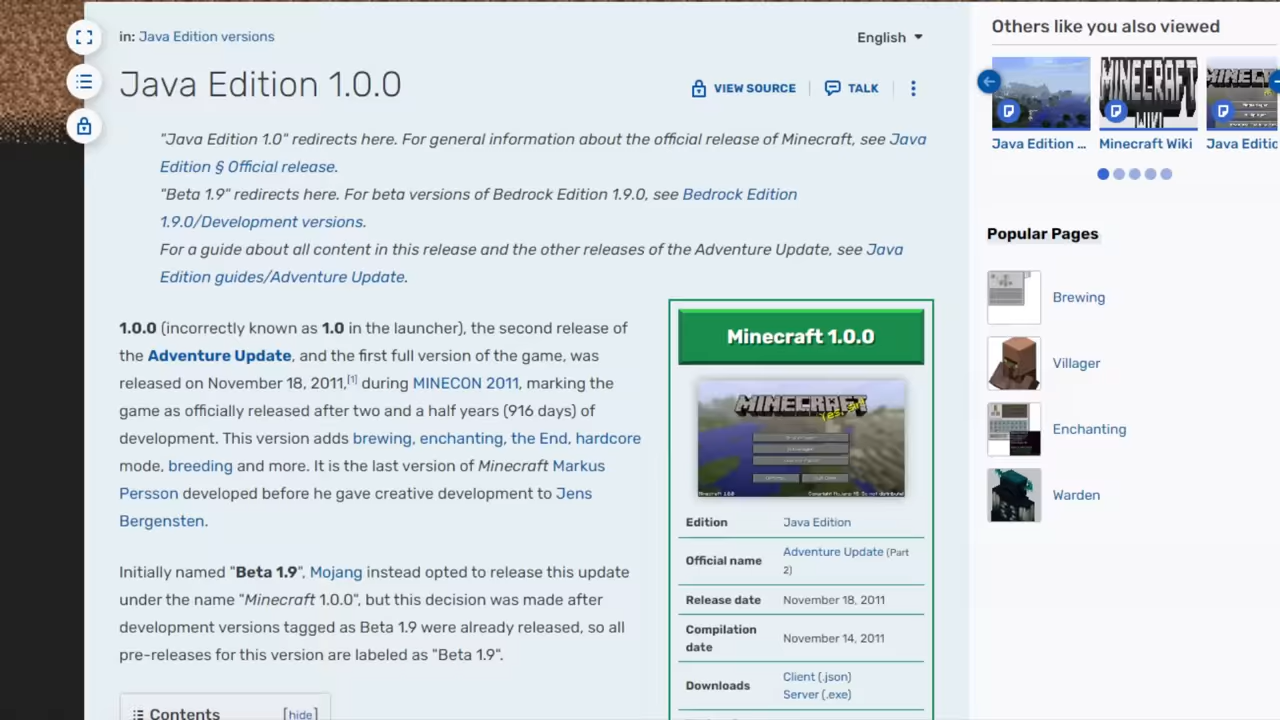 in: Java Edition versions
English
Java Edition 1.0.0
VIEW SOURCE
TALK
"Java Edition 1.0" redirects here. For general information about the official release of Minecraft, see Java
Edition § Official release.
"Beta 1.9" redirects here. For beta versions of Bedrock Edition 1.9.0, see Bedrock Edition
1.9.0/Development versions.
For a guide about all content in this release and the other releases of the Adventure Update, see Java
Edition guides/Adventure Update.
1.0.0 (incorrectly known as 1.0 in the launcher), the second release of
the Adventure Update, and the first full version of the game, was
released on November 18, 2011,[1] during MINECON 2011, marking the
game as officially released after two and a half years (916 days) of
development. This version adds brewing, enchanting, the End, hardcore
mode, breeding and more. It is the last version of Minecraft Markus
Persson developed before he gave creative development to Jens
Bergensten.
Initially named "Beta 1.9", Mojang instead opted to release this update
under the name "Minecraft 1.0.0", but this decision was made after
development versions tagged as Beta 1.9 were already released, so all
pre-releases for this version are labeled as "Beta 1.9".
Contents [hide]
Minecraft 1.0.0
MINECRAFT
Yes, sir!
Minecraft 1.0.0
Edition Java Edition
Official name Adventure Update (Part
2)
Release date November 18, 2011
Compilation
date
November 14, 2011
Downloads Client (.json)
Server (.exe)
Others like you also viewed
MINECRAFT
WIKI
Java Edition ...
Minecraft Wiki
Java Editic
Popular Pages
Brewing
Villager
Enchanting
Warden